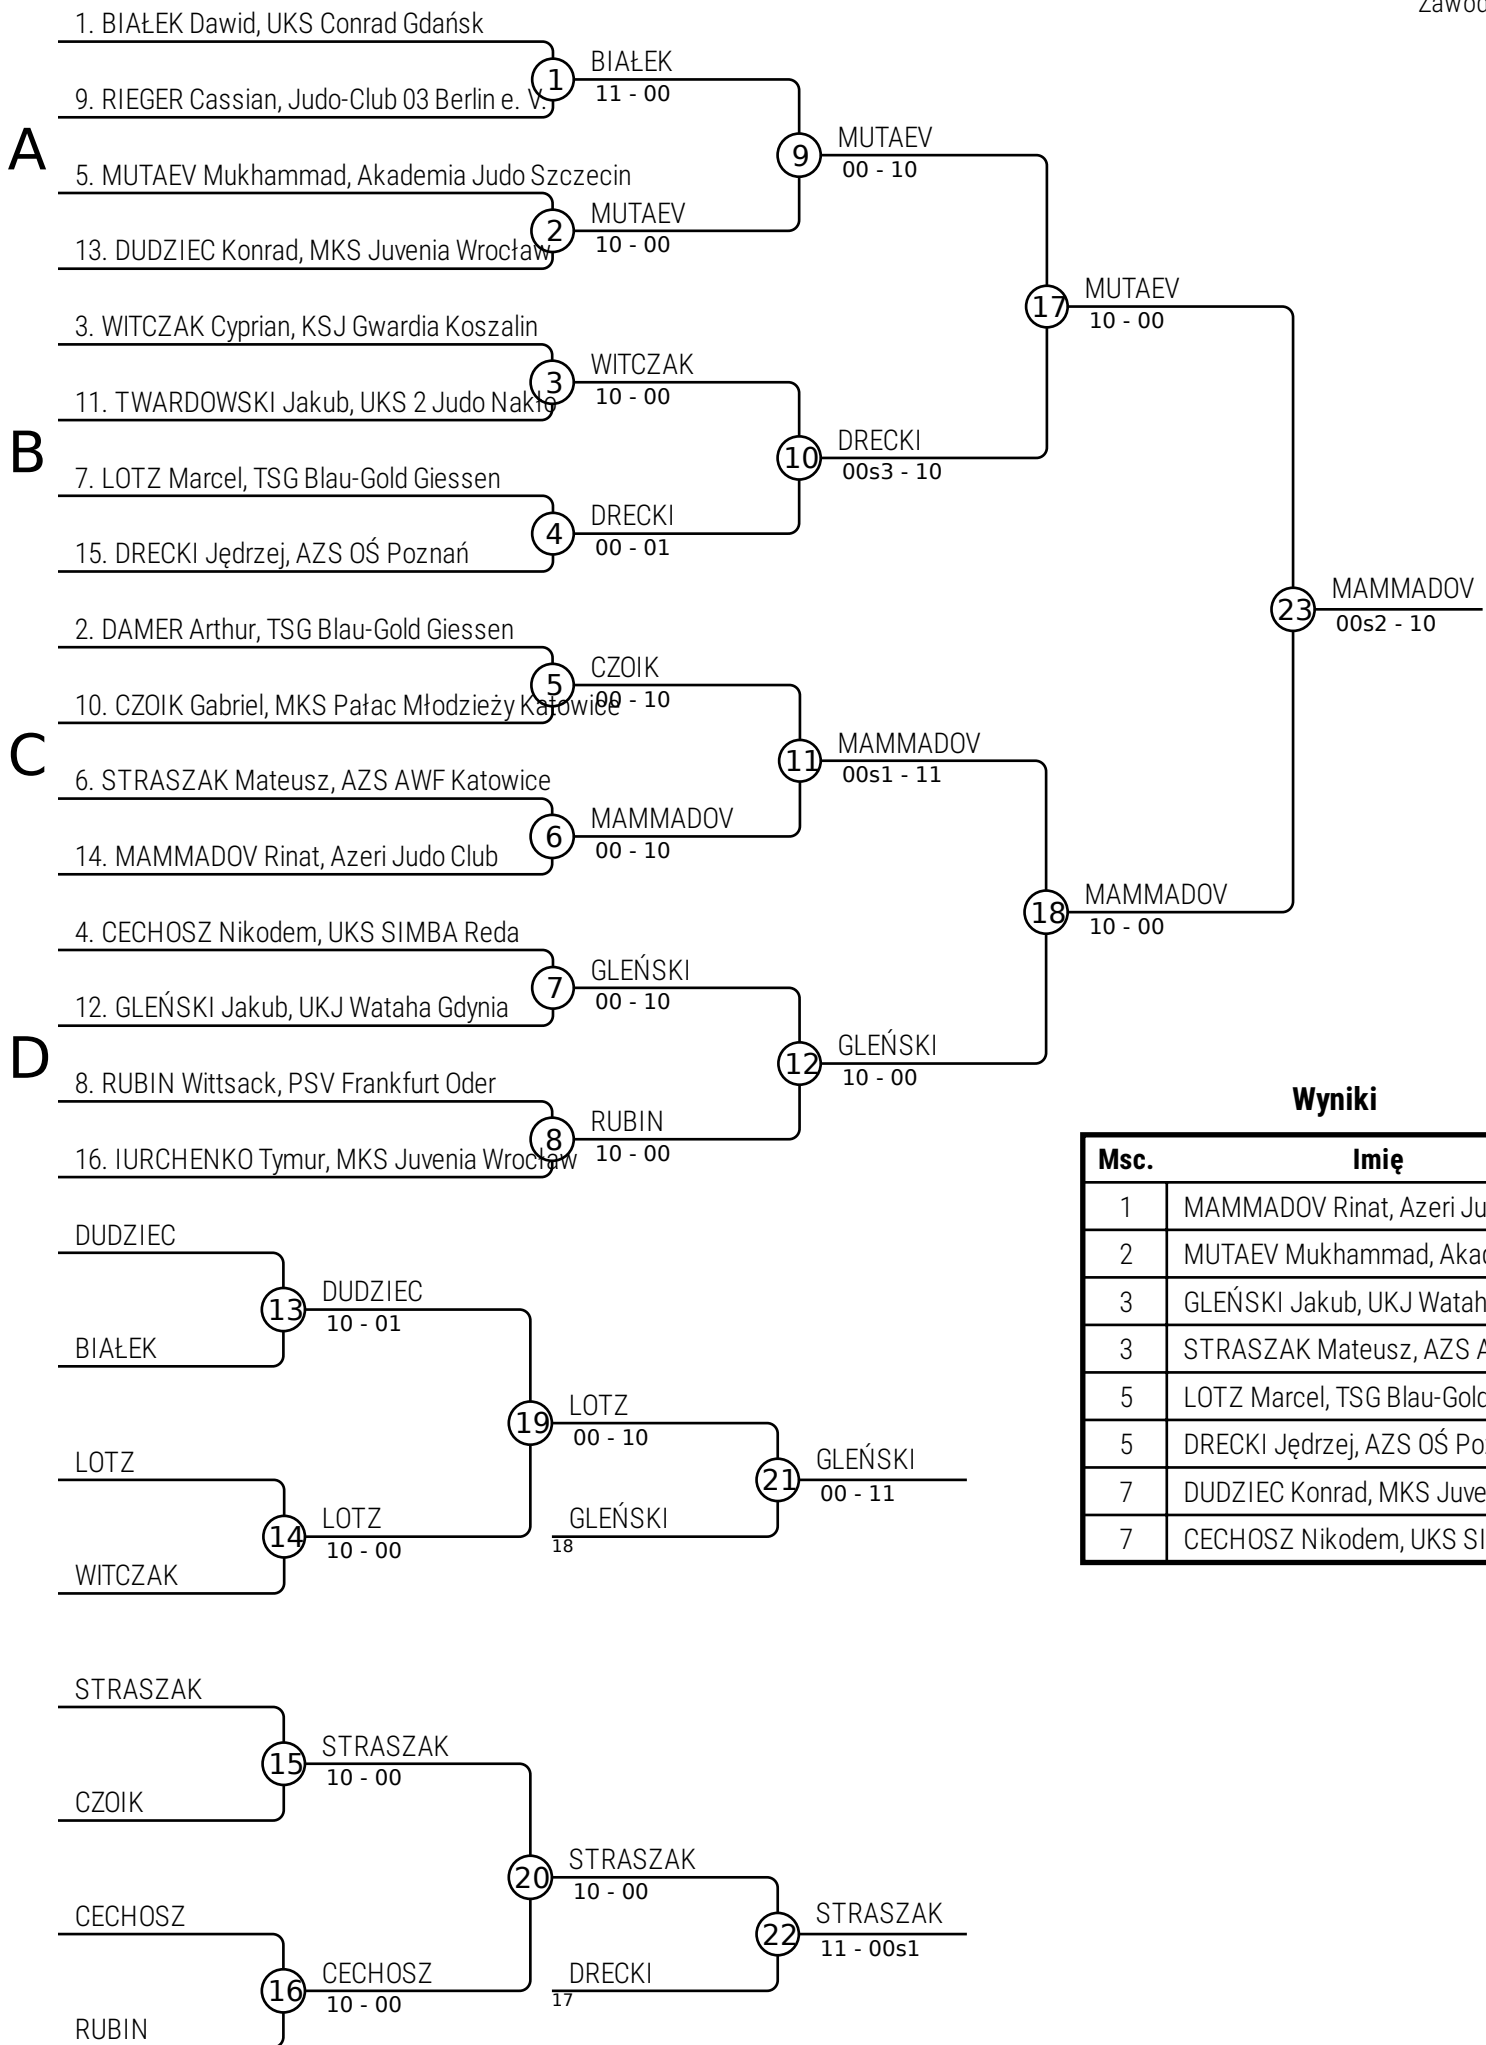 Zawod
1. BIAŁEK Dawid, UKS Conrad Gdańsk
1
BIAŁEK
11 - 00
9. RIEGER Cassian, Judo-Club 03 Berlin e. V.
A
9
MUTAEV
00 - 10
5. MUTAEV Mukhammad, Akademia Judo Szczecin
2
MUTAEV
10 - 00
13. DUDZIEC Konrad, MKS Juvenia Wrocław
17
MUTAEV
10 - 00
3. WITCZAK Cyprian, KSJ Gwardia Koszalin
3
WITCZAK
10 - 00
11. TWARDOWSKI Jakub, UKS 2 Judo Nakło
B
10
DRECKI
00s3 - 10
7. LOTZ Marcel, TSG Blau-Gold Giessen
4
DRECKI
00 - 01
15. DRECKI Jędrzej, AZS OŚ Poznań
23
MAMMADOV
00s2 - 10
2. DAMER Arthur, TSG Blau-Gold Giessen
5
CZOIK
00 - 10
10. CZOIK Gabriel, MKS Pałac Młodzieży Katowice
C
11
MAMMADOV
00s1 - 11
6. STRASZAK Mateusz, AZS AWF Katowice
6
MAMMADOV
00 - 10
14. MAMMADOV Rinat, Azeri Judo Club
18
MAMMADOV
10 - 00
4. CECHOSZ Nikodem, UKS SIMBA Reda
7
GLEŃSKI
00 - 10
12. GLEŃSKI Jakub, UKJ Wataha Gdynia
D
12
GLEŃSKI
10 - 00
8. RUBIN Wittsack, PSV Frankfurt Oder
8
RUBIN
10 - 00
16. IURCHENKO Tymur, MKS Juvenia Wrocław
Wyniki
Msc. Imię
1 MAMMADOV Rinat, Azeri Ju
2 MUTAEV Mukhammad, Akad
3 GLEŃSKI Jakub, UKJ Watah
3 STRASZAK Mateusz, AZS A
5 LOTZ Marcel, TSG Blau-Gold
5 DRECKI Jędrzej, AZS OŚ Poz
7 DUDZIEC Konrad, MKS Juve
7 CECHOSZ Nikodem, UKS SI
DUDZIEC
13
DUDZIEC
10 - 01
BIAŁEK
19
LOTZ
00 - 10
LOTZ
14
LOTZ
10 - 00
WITCZAK
21
GLEŃSKI
00 - 11
GLEŃSKI
18
STRASZAK
15
STRASZAK
10 - 00
CZOIK
20
STRASZAK
10 - 00
CECHOSZ
16
CECHOSZ
10 - 00
RUBIN
22
STRASZAK
11 - 00s1
DRECKI
17